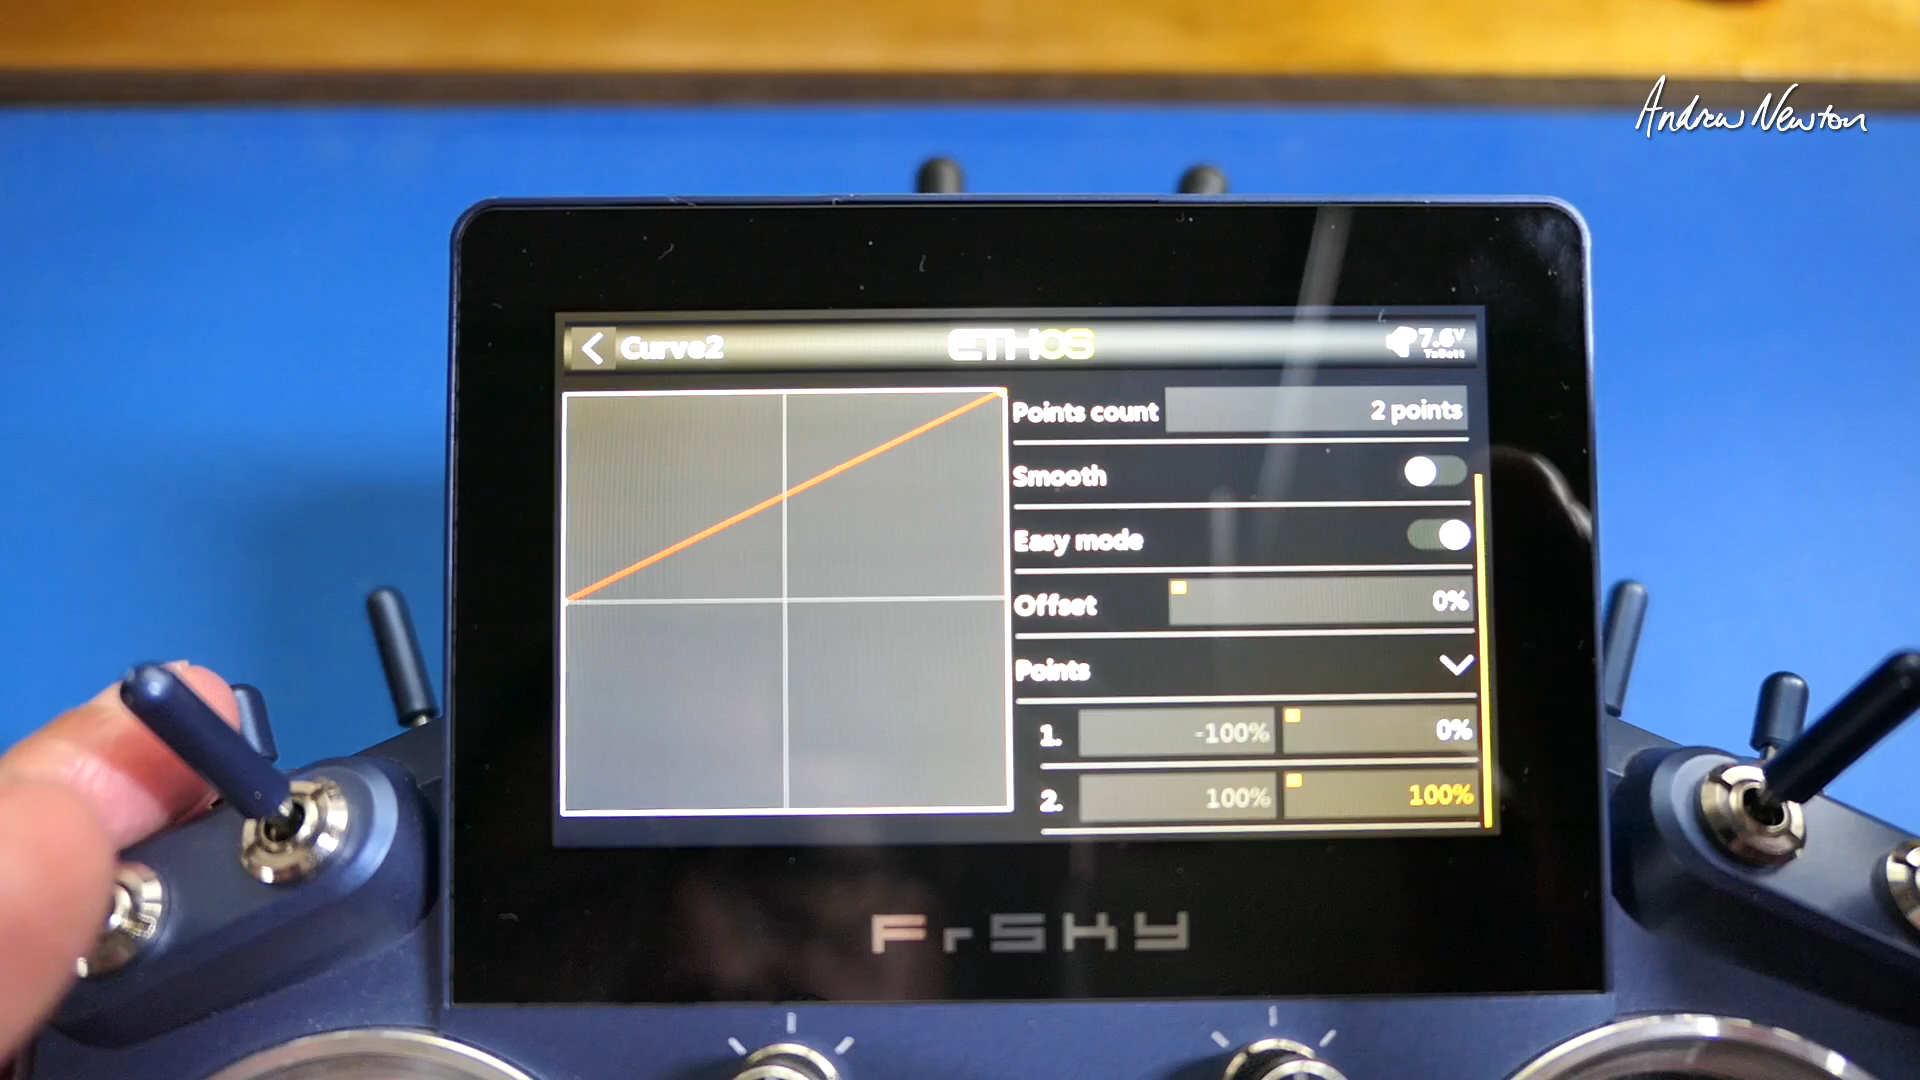 Andrew Newton
Curve2
ETHOS
7.6V
TxBatt
Points count 2 points
Smooth
Easy mode
Offset 0%
Points
1. -100% 0%
2. 100% 100%
FrSKY